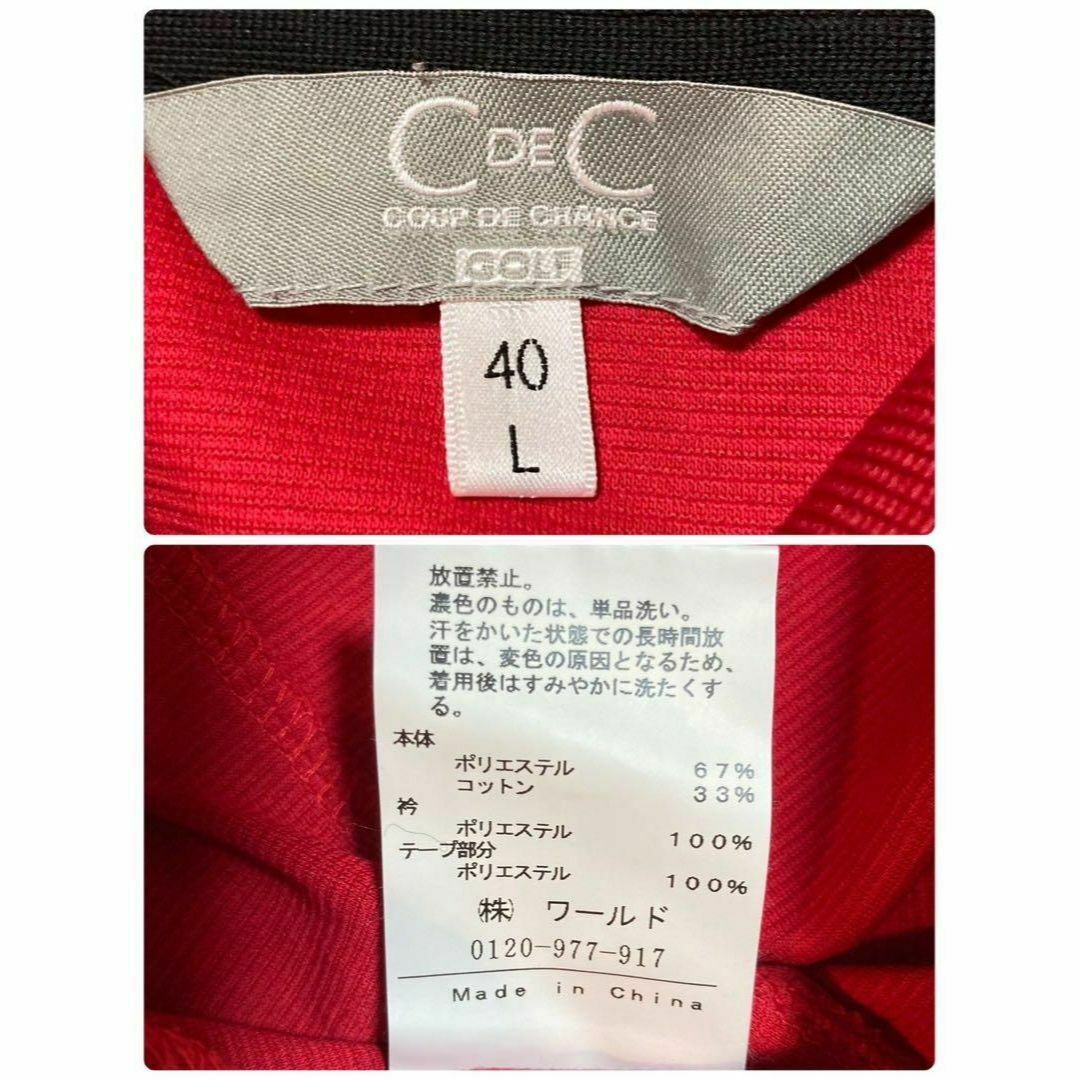 C DE C
COUP DE CHANCE
GOLF
40
L
放置禁止。
濃色のものは、単品洗い。
汗をかいた状態での長時間放
置は、変色の原因となるため、
着用後はすみやかに洗たくす
る。
本体
ポリエステル 67%
コットン 33%
衿
ポリエステル 100%
テープ部分
ポリエステル 100%
㈱ ワールド
0120-977-917
Made in China